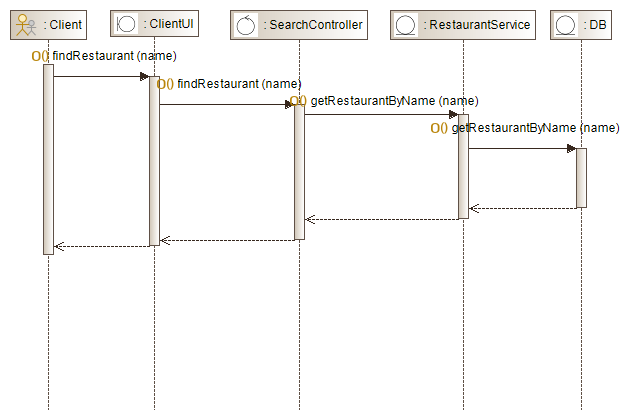 : Client
: ClientUI
: SearchController
: RestaurantService
: DB
O() findRestaurant (name)
O() findRestaurant (name)
O() getRestaurantByName (name)
O() getRestaurantByName (name)